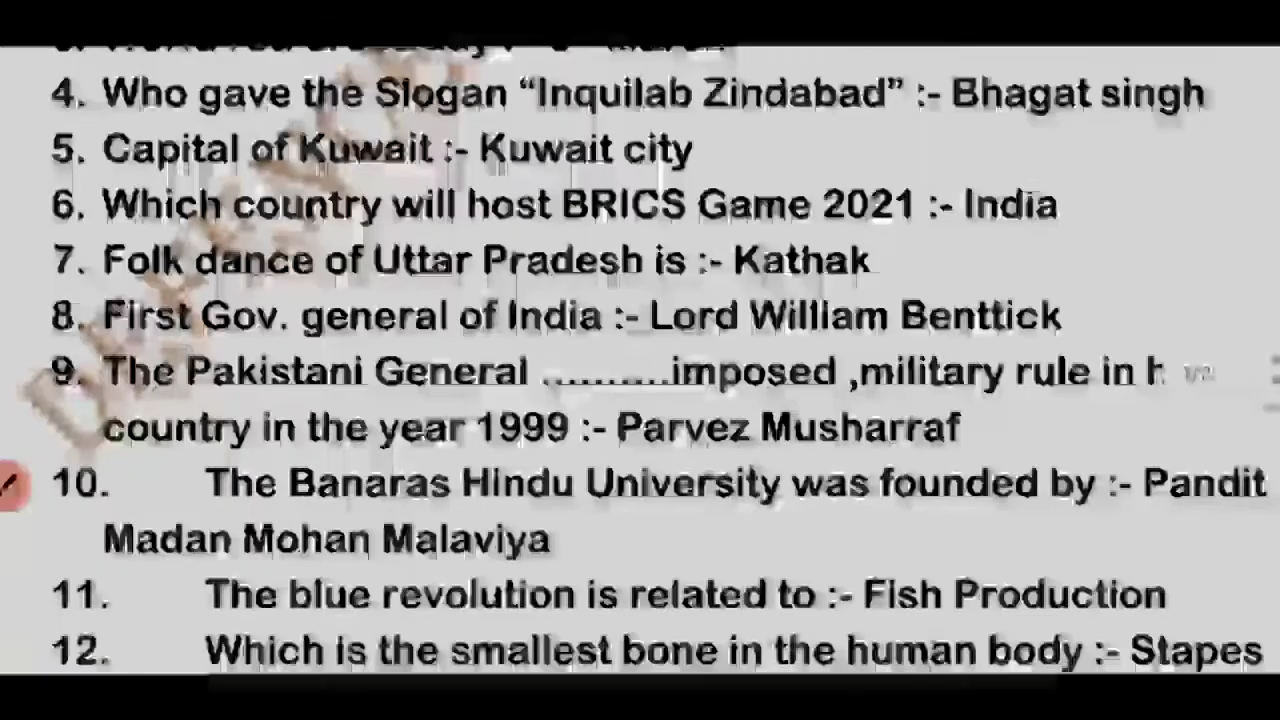 4. Who gave the Slogan “Inquilab Zindabad” :- Bhagat singh
5. Capital of Kuwait :- Kuwait city
6. Which country will host BRICS Game 2021 :- India
7. Folk dance of Uttar Pradesh is :- Kathak
8. First Gov. general of India :- Lord William Benttick
9. The Pakistani General ..........imposed ,military rule in
country in the year 1999 :- Parvez Musharraf
10. The Banaras Hindu University was founded by :- Pandit
Madan Mohan Malaviya
11. The blue revolution is related to :- Fish Production
12. Which is the smallest bone in the human body :- Stapes